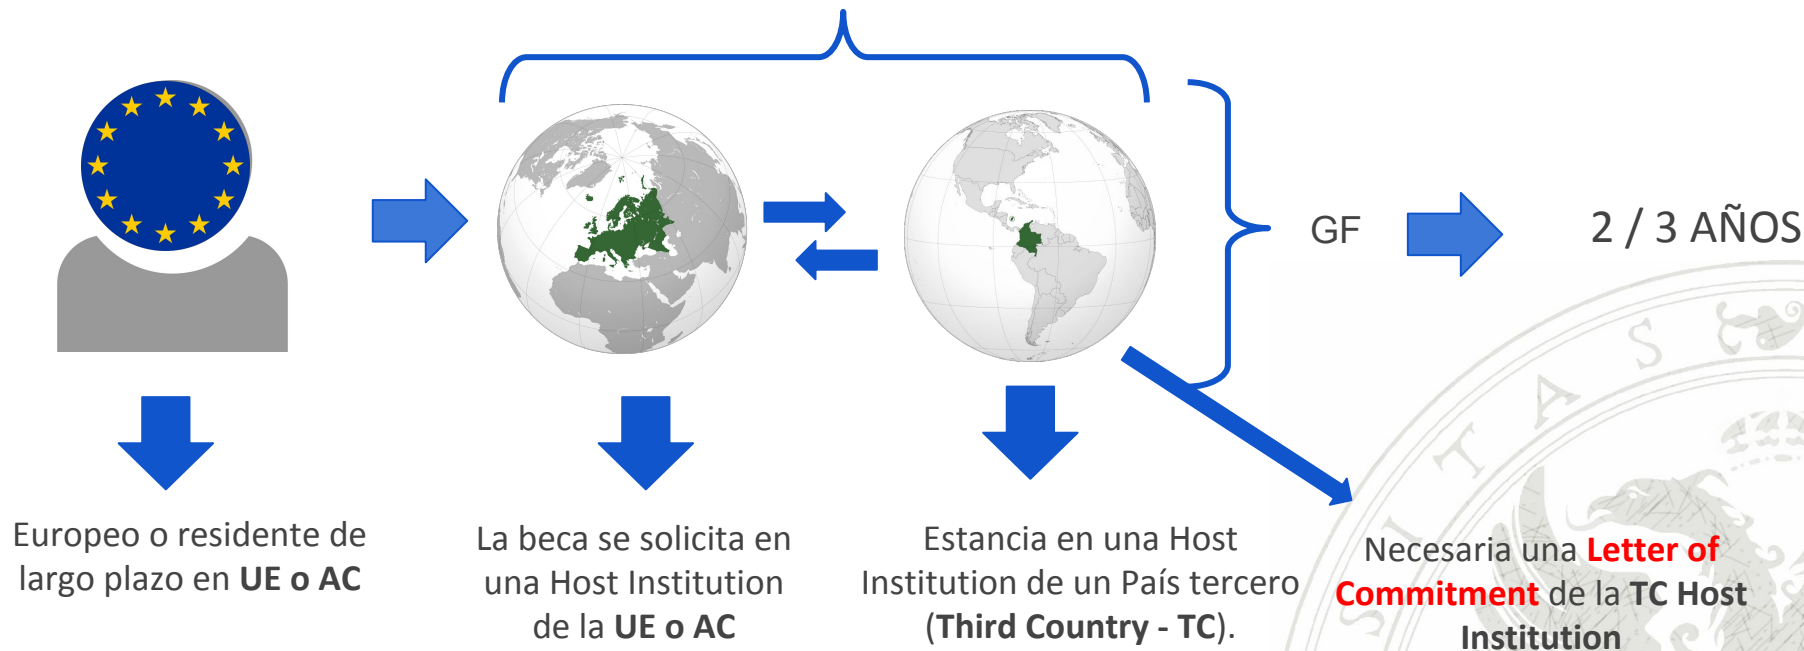 GF
2 / 3 AÑOS
Europeo o residente de
largo plazo en UE o AC
La beca se solicita en
una Host Institution
de la UE o AC
Estancia en una Host
Institution de un País tercero
(Third Country - TC).
Necesaria una Letter of
Commitment de la TC Host
Institution
SITAS